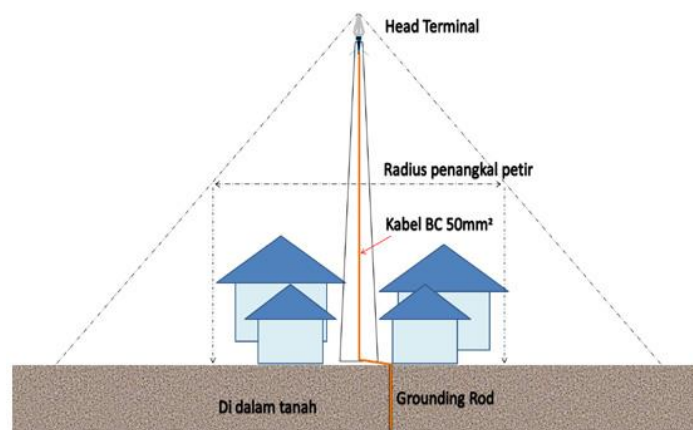 Head Terminal
Radius penangkal petir
Kabel BC 50mm²
Di dalam tanah
Grounding Rod